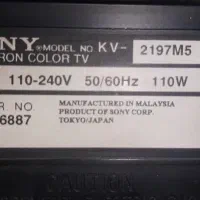 NY MODEL NO KV- 2197M5
RON COLOR TV
110-240V 50/60Hz 110W
R NO
6887
MANUFACTURED IN MALAYSIA
PRODUCT OF SONY CORP.
TOKYO/JAPAN
CAUTION